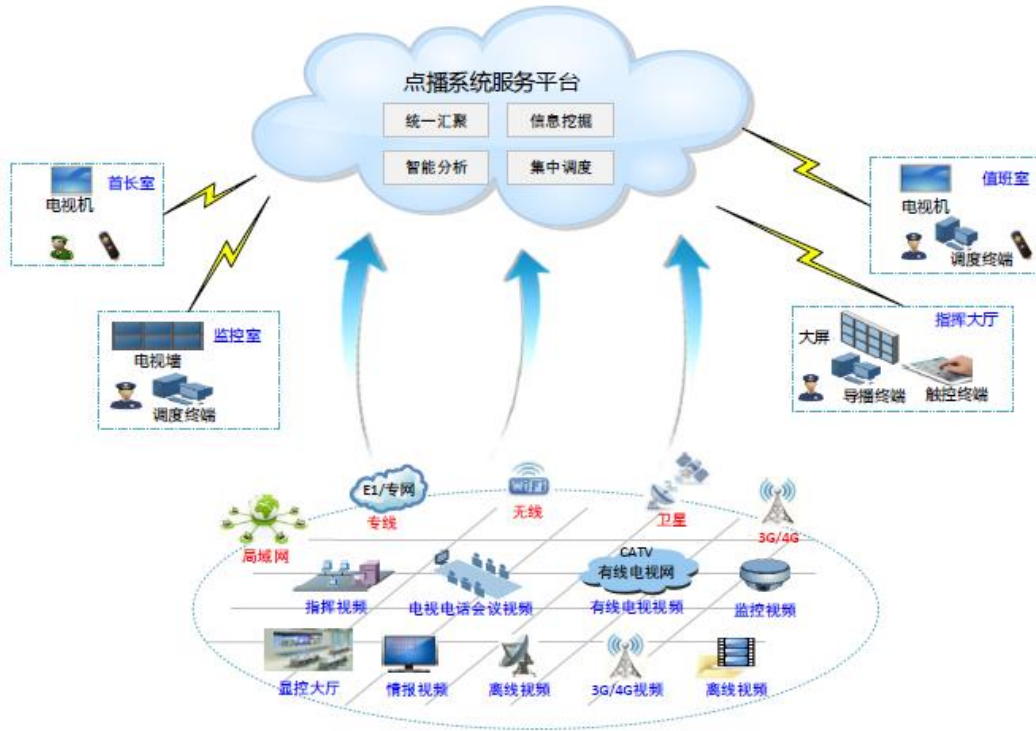 点播系统服务平台
统一汇聚
信息挖掘
智能分析
集中调度
首长室
电视机
值班室
电视机
调度终端
监控室
电视墙
调度终端
指挥大厅
大屏
导播终端
触控终端
E1/专网
专线
WiFi
无线
卫星
3G/4G
局域网
CATV
有线电视网
指挥视频
电视电话会议视频
有线电视视频
监控视频
显控大厅
情报视频
离线视频
3G/4G视频
离线视频